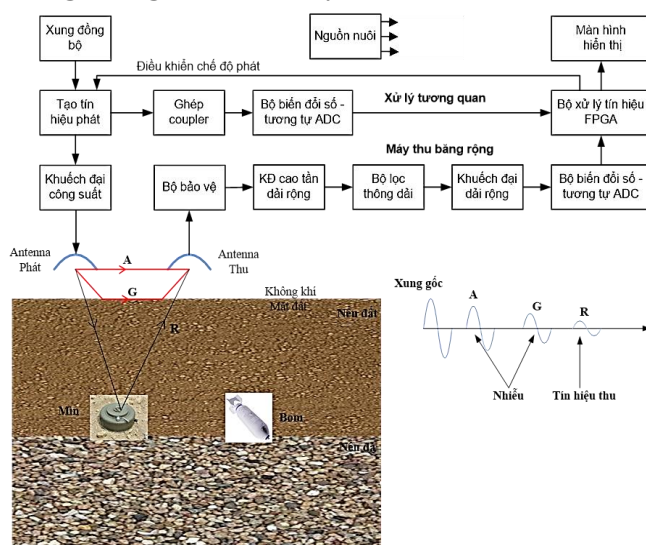 Xung đồng
bộ
Nguồn nuôi
Màn hình
hiển thị
Điều khiển chế độ phát
Tạo tín
hiệu phát
Ghép
coupler
Bộ biến đổi số -
tương tự ADC
Xử lý tương quan
Bộ xử lý tín hiệu
FPGA
Máy thu băng rộng
Khuếch đại
công suất
Bộ bảo vệ
KĐ cao tần
dải rộng
Bộ lọc
thông dải
Khuếch đại
dải rộng
Bộ biến đổi số -
tương tự ADC
Antenna
Phát
A
Antenna
Thu
G
Không khí
Mặt đất
Nền đất
R
Mìn
Bom
Nền đá
Xung gốc
A
G
R
Nhiễu
Tín hiệu thu